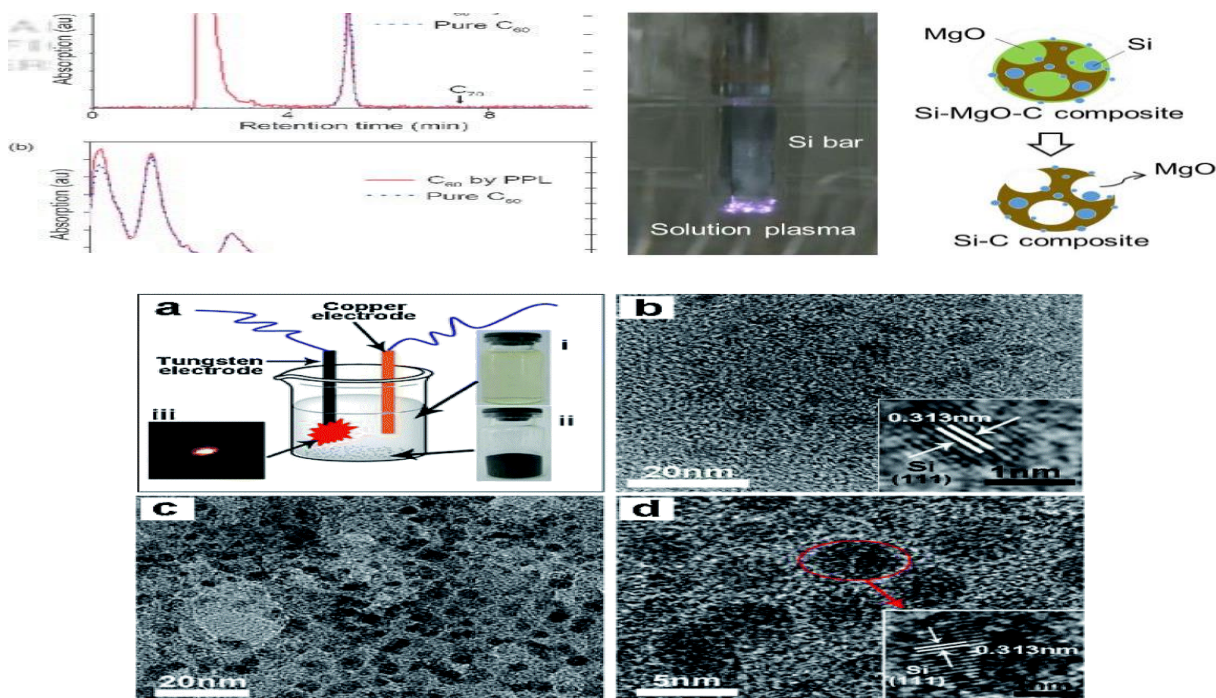 Pure C60
Absorption (au)
C70
0
4
8
Retention time (min)
(b)
Absorption (au)
C60 by PPL
Pure C60
Si bar
Solution plasma
MgO
Si
Si-MgO-C composite
MgO
Si-C composite
a
Copper
electrode
Tungsten
electrode
i
ii
iii
b
0.313nm
Si
(111)
1nm
20nm
c
20nm
d
0.313nm
Si
(111)
5nm